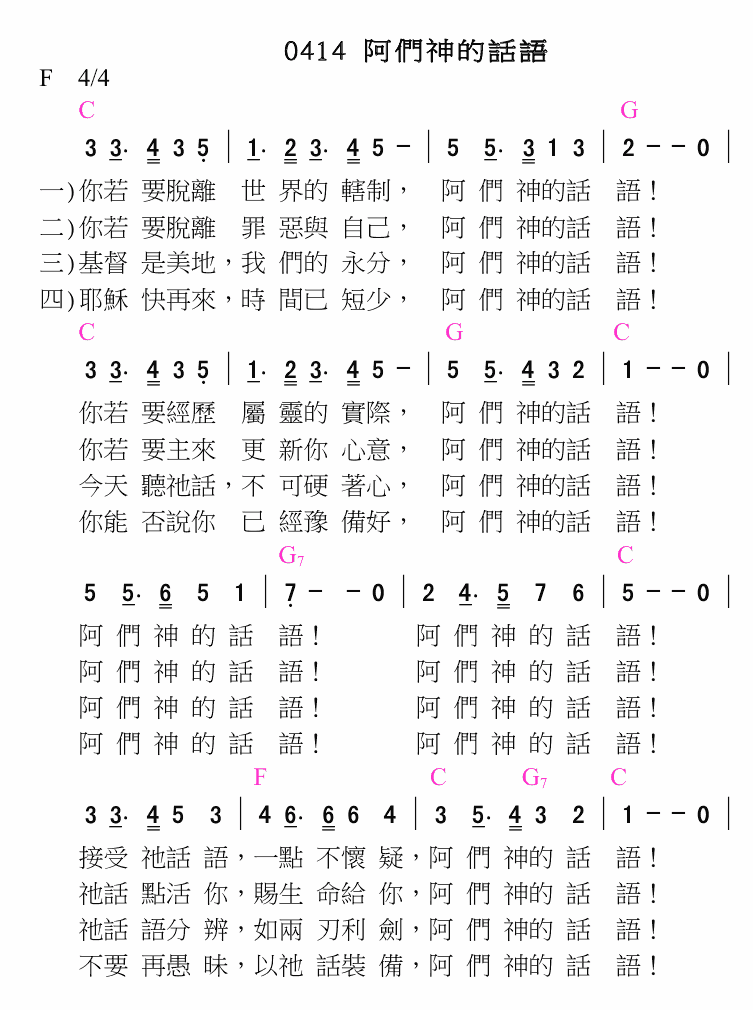 0414 阿們神的話語
F 4/4
C G
3 3· 4 3 5 | 1· 2 3· 4 5 － | 5 5· 3 1 3 | 2 － － 0 |
一)你若 要脫離 世 界的 轄制， 阿 們 神的話 語！
二)你若 要脫離 罪 惡與 自己， 阿 們 神的話 語！
三)基督 是美地，我 們的 永分， 阿 們 神的話 語！
四)耶穌 快再來，時 間已 短少， 阿 們 神的話 語！
C G C
3 3· 4 3 5 | 1· 2 3· 4 5 － | 5 5· 4 3 2 | 1 － － 0 |
你若 要經歷 屬 靈的 實際， 阿 們 神的話 語！
你若 要主來 更 新你 心意， 阿 們 神的話 語！
今天 聽祂話，不 可硬 著心， 阿 們 神的話 語！
你能 否說你 已 經豫 備好， 阿 們 神的話 語！
G7 C
5 5· 6 5 1 | 7 － － 0 | 2 4· 5 7 6 | 5 － － 0 |
阿 們 神 的 話 語！ 阿 們 神 的 話 語！
阿 們 神 的 話 語！ 阿 們 神 的 話 語！
阿 們 神 的 話 語！ 阿 們 神 的 話 語！
阿 們 神 的 話 語！ 阿 們 神 的 話 語！
F C G7 C
3 3· 4 5 3 | 4 6· 6 6 4 | 3 5· 4 3 2 | 1 － － 0 |
接受 祂話 語，一點 不懷 疑，阿 們 神的 話 語！
祂話 點活 你，賜生 命給 你，阿 們 神的 話 語！
祂話 語分 辨，如兩 刃利 劍，阿 們 神的 話 語！
不要 再愚 昧，以祂 話裝 備，阿 們 神的 話 語！